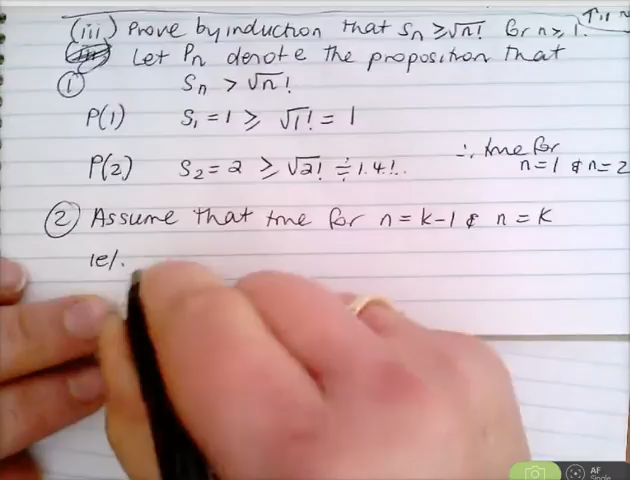 (iii) Prove by induction that Sn ≥ √n! for n ≥ 1.
Let Pn denote the proposition that
① Sn > √n!
P(1) S₁ = 1 ≥ √1! = 1
P(2) S₂ = 2 ≥ √2! ≑ 1.4!.. ∴ true for n=1 & n=2
② Assume that true for n = k-1 & n = k
ie/.
AF
Single